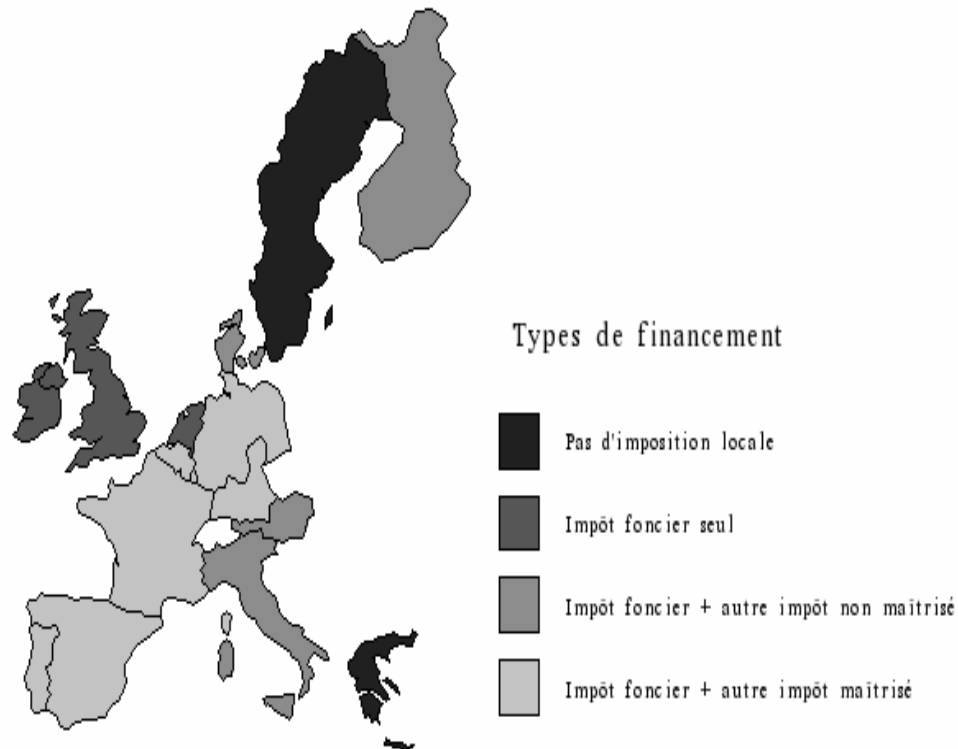 Types de financement
Pas d'imposition locale
Impôt foncier seul
Impôt foncier + autre impôt non maîtrisé
Impôt foncier + autre impôt maîtrisé